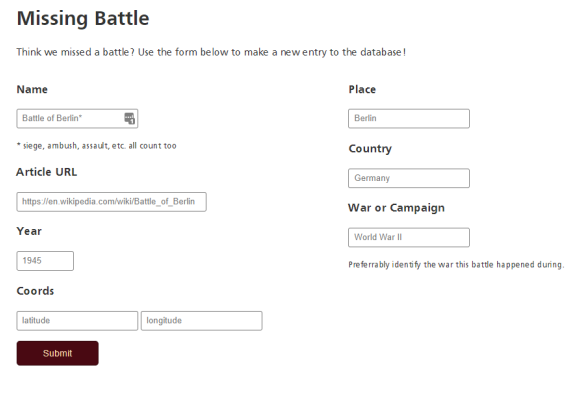 Missing Battle
Think we missed a battle? Use the form below to make a new entry to the database!
Name
Battle of Berlin*
* siege, ambush, assault, etc. all count too
Article URL
https://en.wikipedia.com/wiki/Battle_of_Berlin
Year
1945
Coords
latitude longitude
Submit
Place
Berlin
Country
Germany
War or Campaign
World War II
Preferrably identify the war this battle happened during.